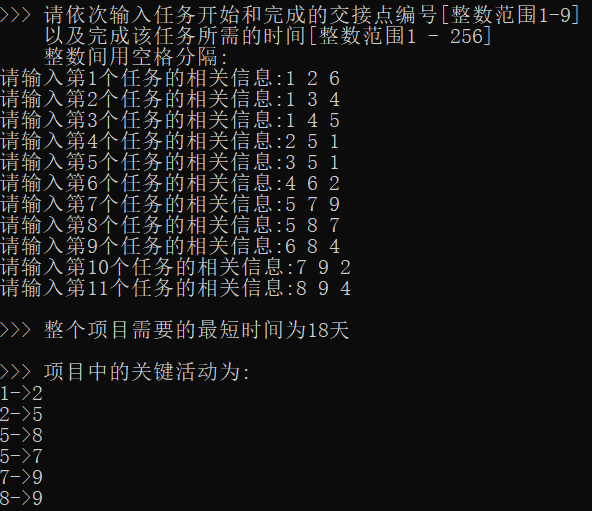 >>> 请依次输入任务开始和完成的交接点编号[整数范围1-9]
以及完成该任务所需的时间[整数范围1 - 256]
整数间用空格分隔:
请输入第1个任务的相关信息:1 2 6
请输入第2个任务的相关信息:1 3 4
请输入第3个任务的相关信息:1 4 5
请输入第4个任务的相关信息:2 5 1
请输入第5个任务的相关信息:3 5 1
请输入第6个任务的相关信息:4 6 2
请输入第7个任务的相关信息:5 7 9
请输入第8个任务的相关信息:5 8 7
请输入第9个任务的相关信息:6 8 4
请输入第10个任务的相关信息:7 9 2
请输入第11个任务的相关信息:8 9 4
>>> 整个项目需要的最短时间为18天
>>> 项目中的关键活动为:
1->2
2->5
5->8
5->7
7->9
8->9